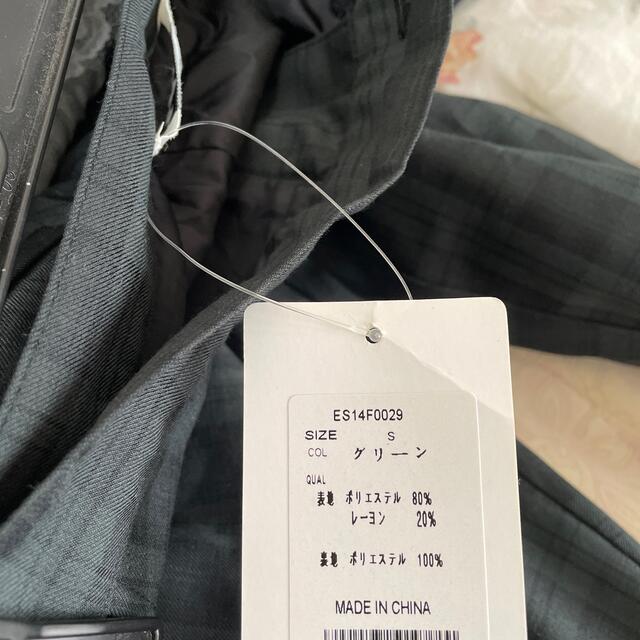 ES14F0029
SIZE S
COL グリーン
QUAL
表地 ポリエステル 80%
レーヨン 20%
表地 ポリエステル 100%
MADE IN CHINA